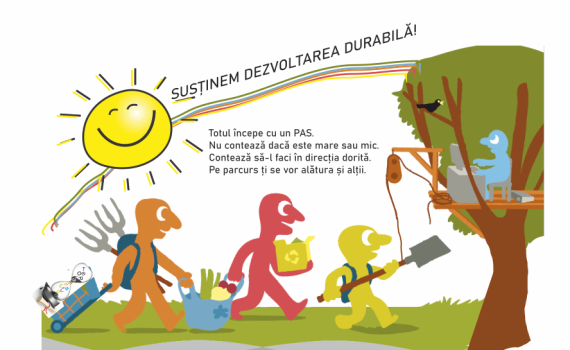 SUSȚINEM DEZVOLTAREA DURABILĂ!
Totul începe cu un PAS.
Nu contează dacă este mare sau mic.
Contează să-l faci în direcția dorită.
Pe parcurs ți se vor alătura și alții.